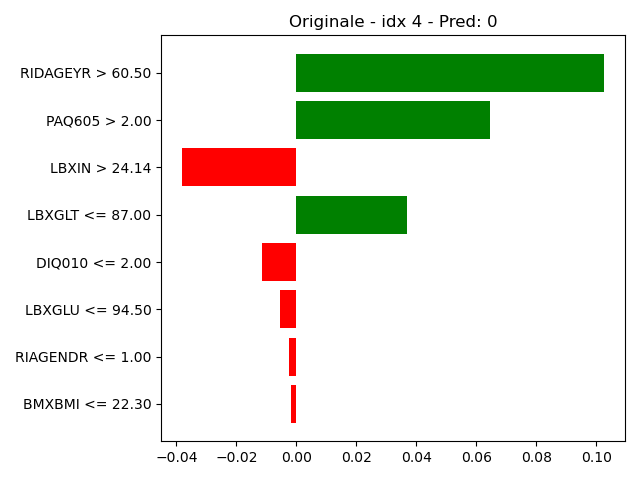 Originale - idx 4 - Pred: 0
RIDAGEYR > 60.50
PAQ605 > 2.00
LBXIN > 24.14
LBXGLT <= 87.00
DIQ010 <= 2.00
LBXGLU <= 94.50
RIAGENDR <= 1.00
BMXBMI <= 22.30
−0.04 −0.02 0.00 0.02 0.04 0.06 0.08 0.10